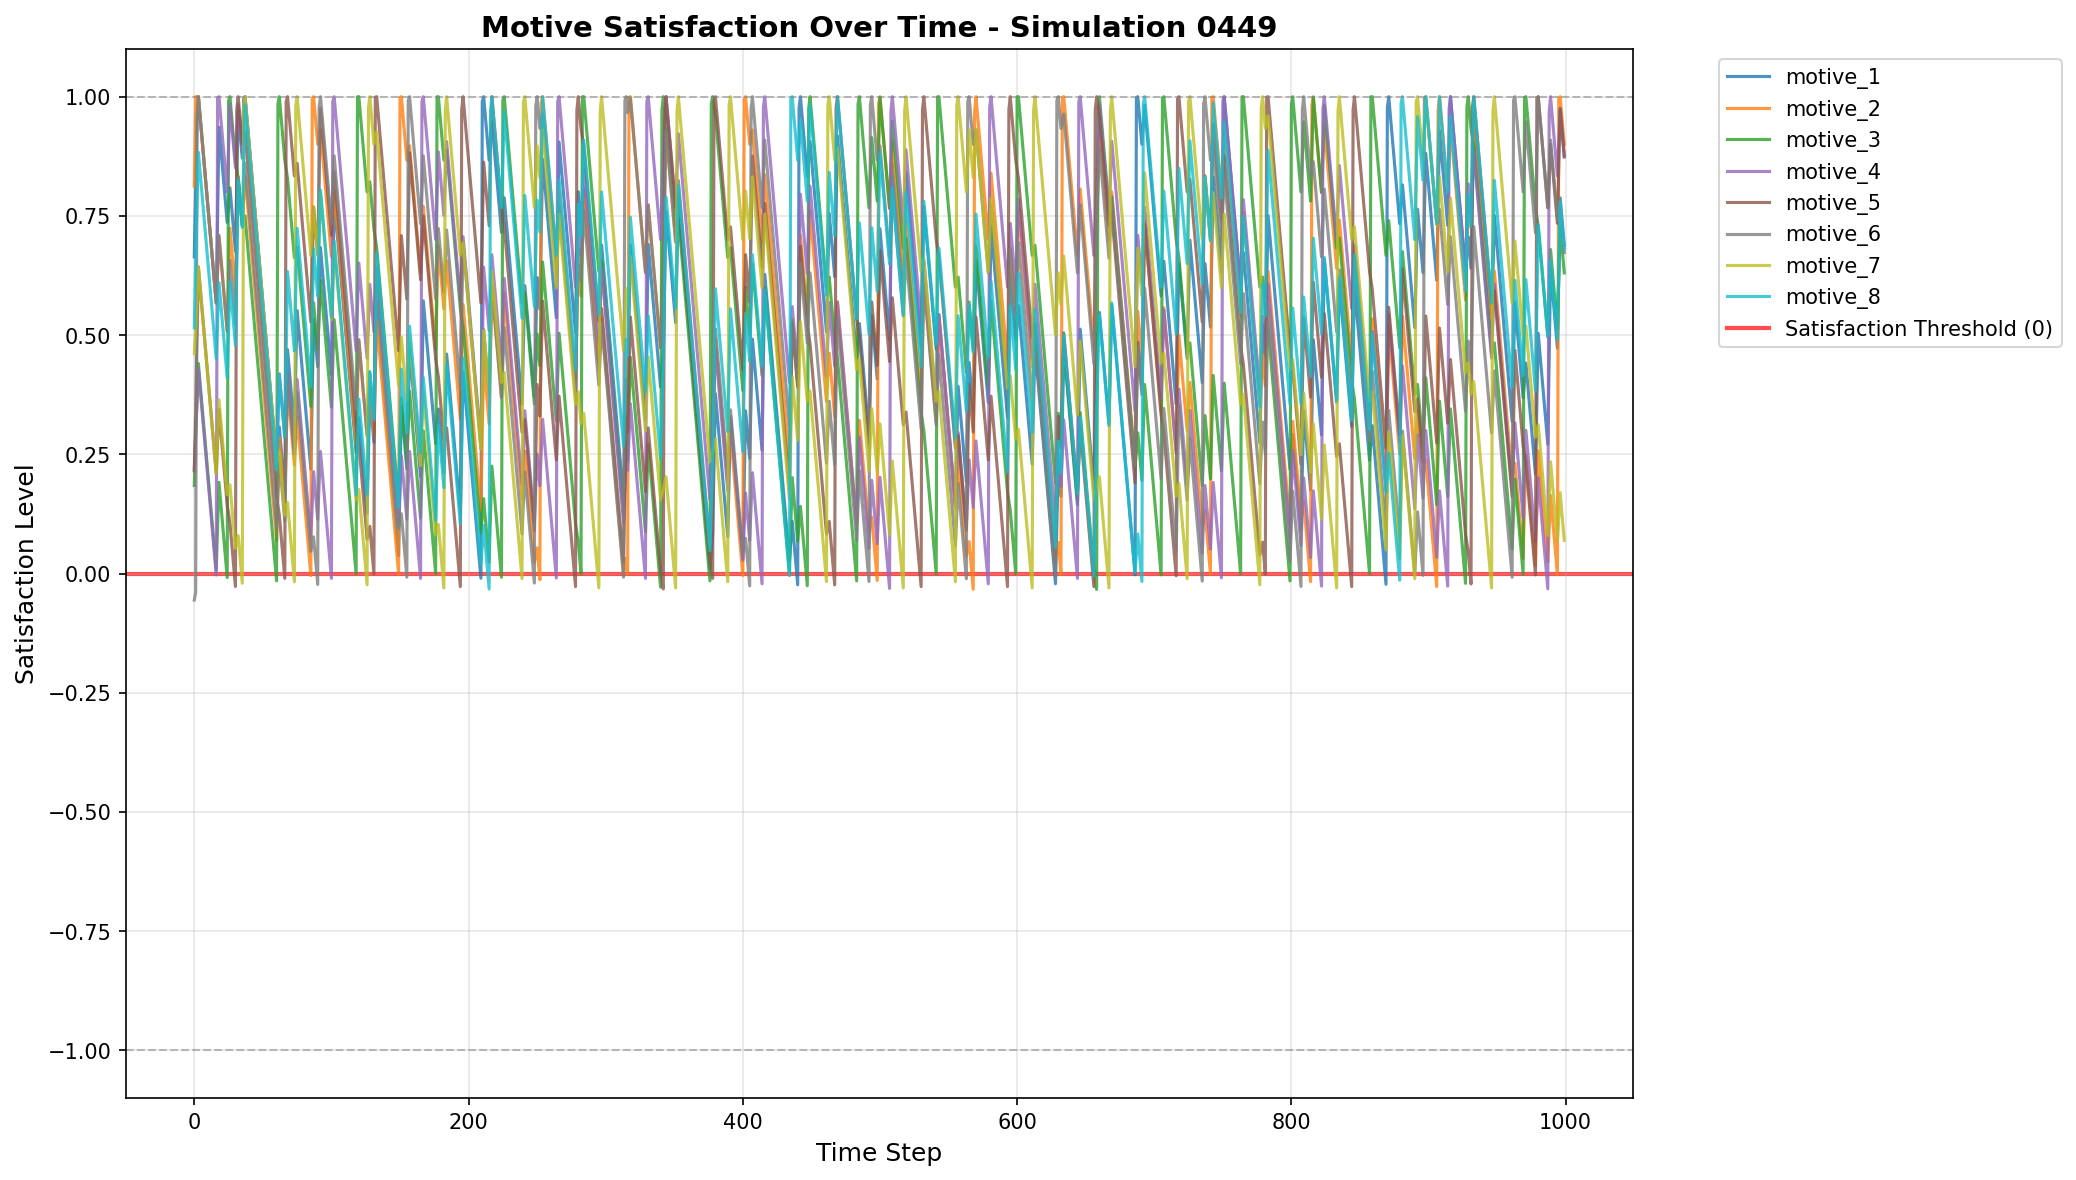 Motive Satisfaction Over Time - Simulation 0449
Satisfaction Level
1.00
0.75
0.50
0.25
0.00
−0.25
−0.50
−0.75
−1.00
0
200
400
600
800
1000
Time Step
motive_1
motive_2
motive_3
motive_4
motive_5
motive_6
motive_7
motive_8
Satisfaction Threshold (0)